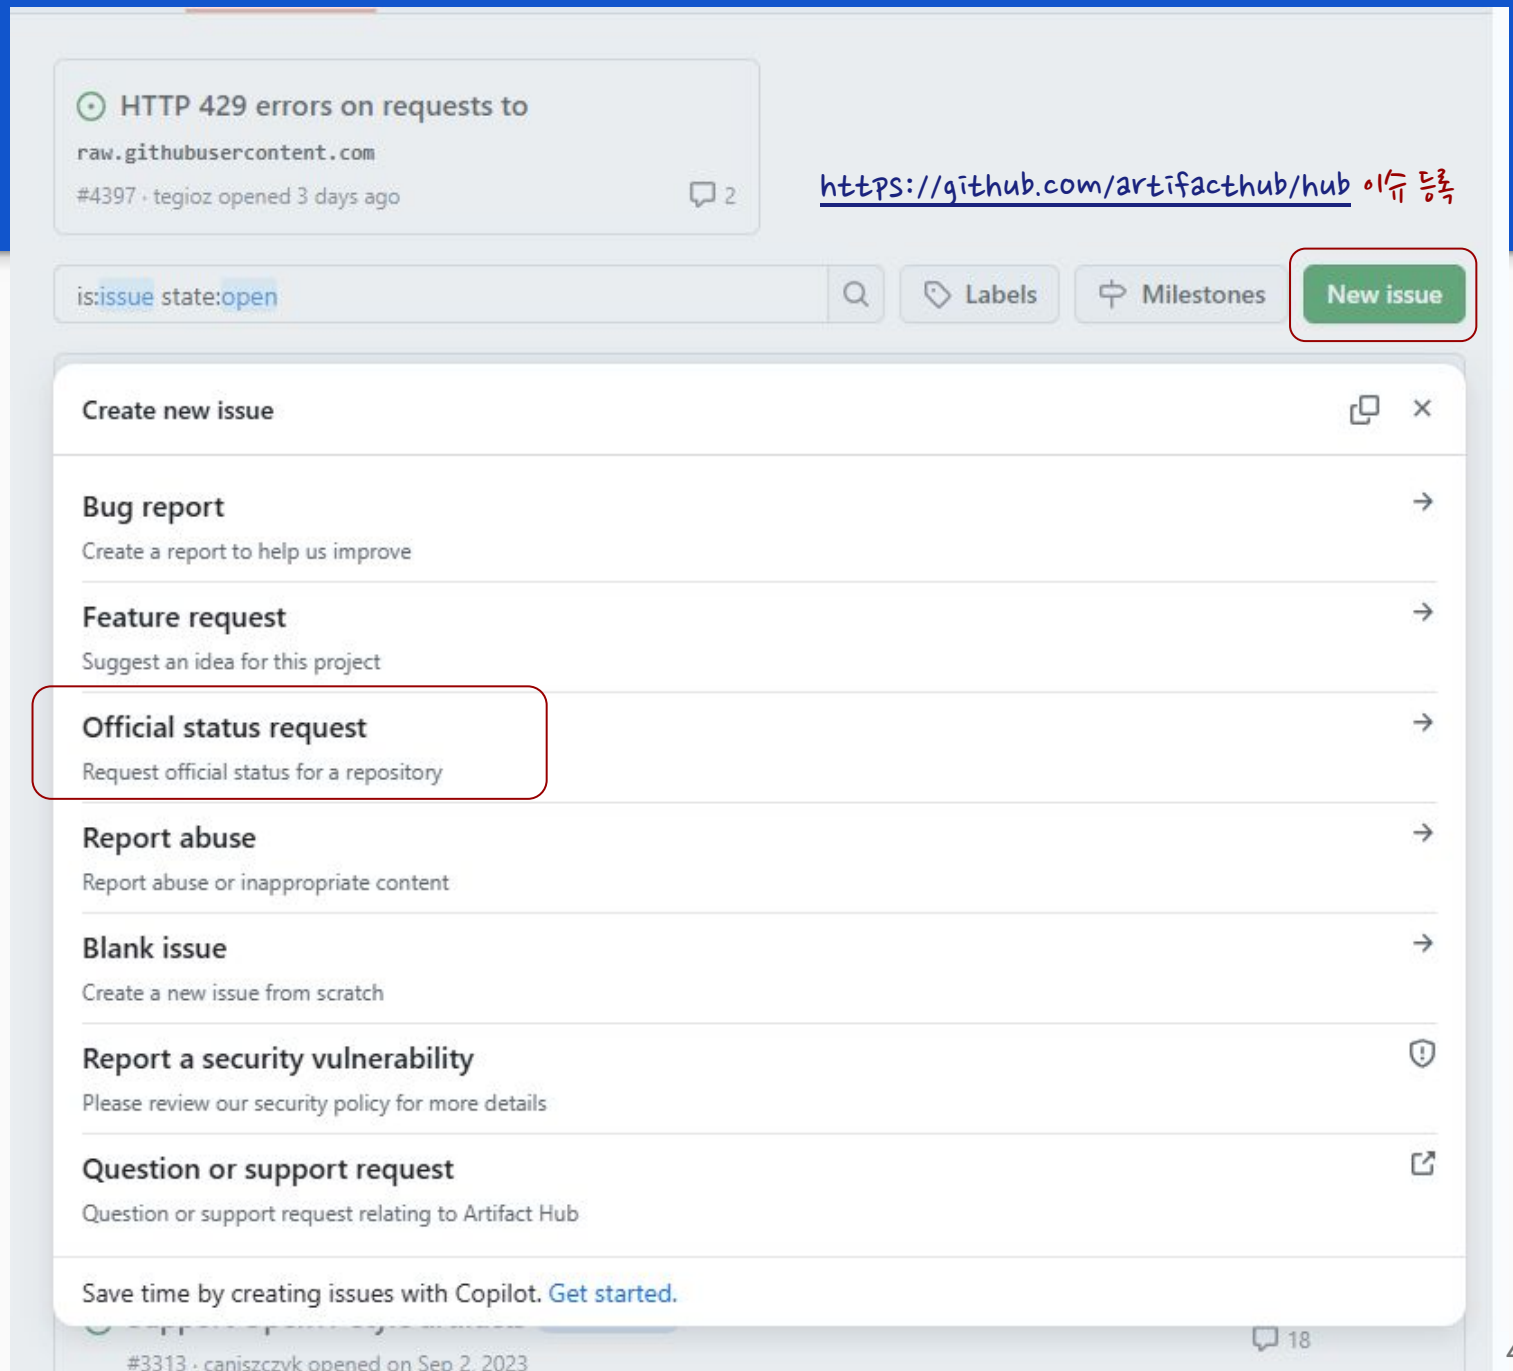 HTTP 429 errors on requests to
raw.githubusercontent.com
#4397 · tegioz opened 3 days ago
2
https://github.com/artifacthub/hub 이슈 등록
is:issue state:open
Labels
Milestones
New issue
Create new issue
Bug report
Create a report to help us improve
Feature request
Suggest an idea for this project
Official status request
Request official status for a repository
Report abuse
Report abuse or inappropriate content
Blank issue
Create a new issue from scratch
Report a security vulnerability
Please review our security policy for more details
Question or support request
Question or support request relating to Artifact Hub
Save time by creating issues with Copilot. Get started.
18
#3313 · caniszczyk opened on Sep 2, 2023